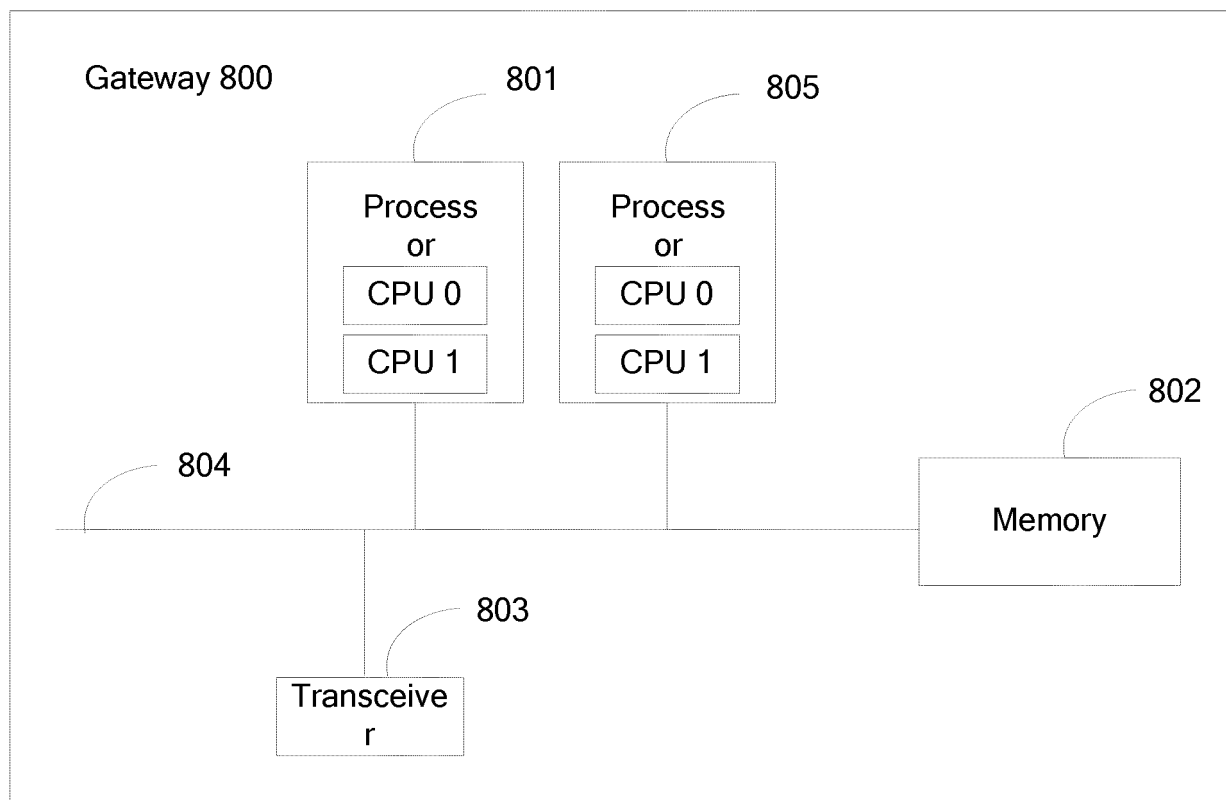 Gateway 800
801
805
Process
or
CPU 0
CPU 1
Process
or
CPU 0
CPU 1
802
804
Memory
803
Transceive
r